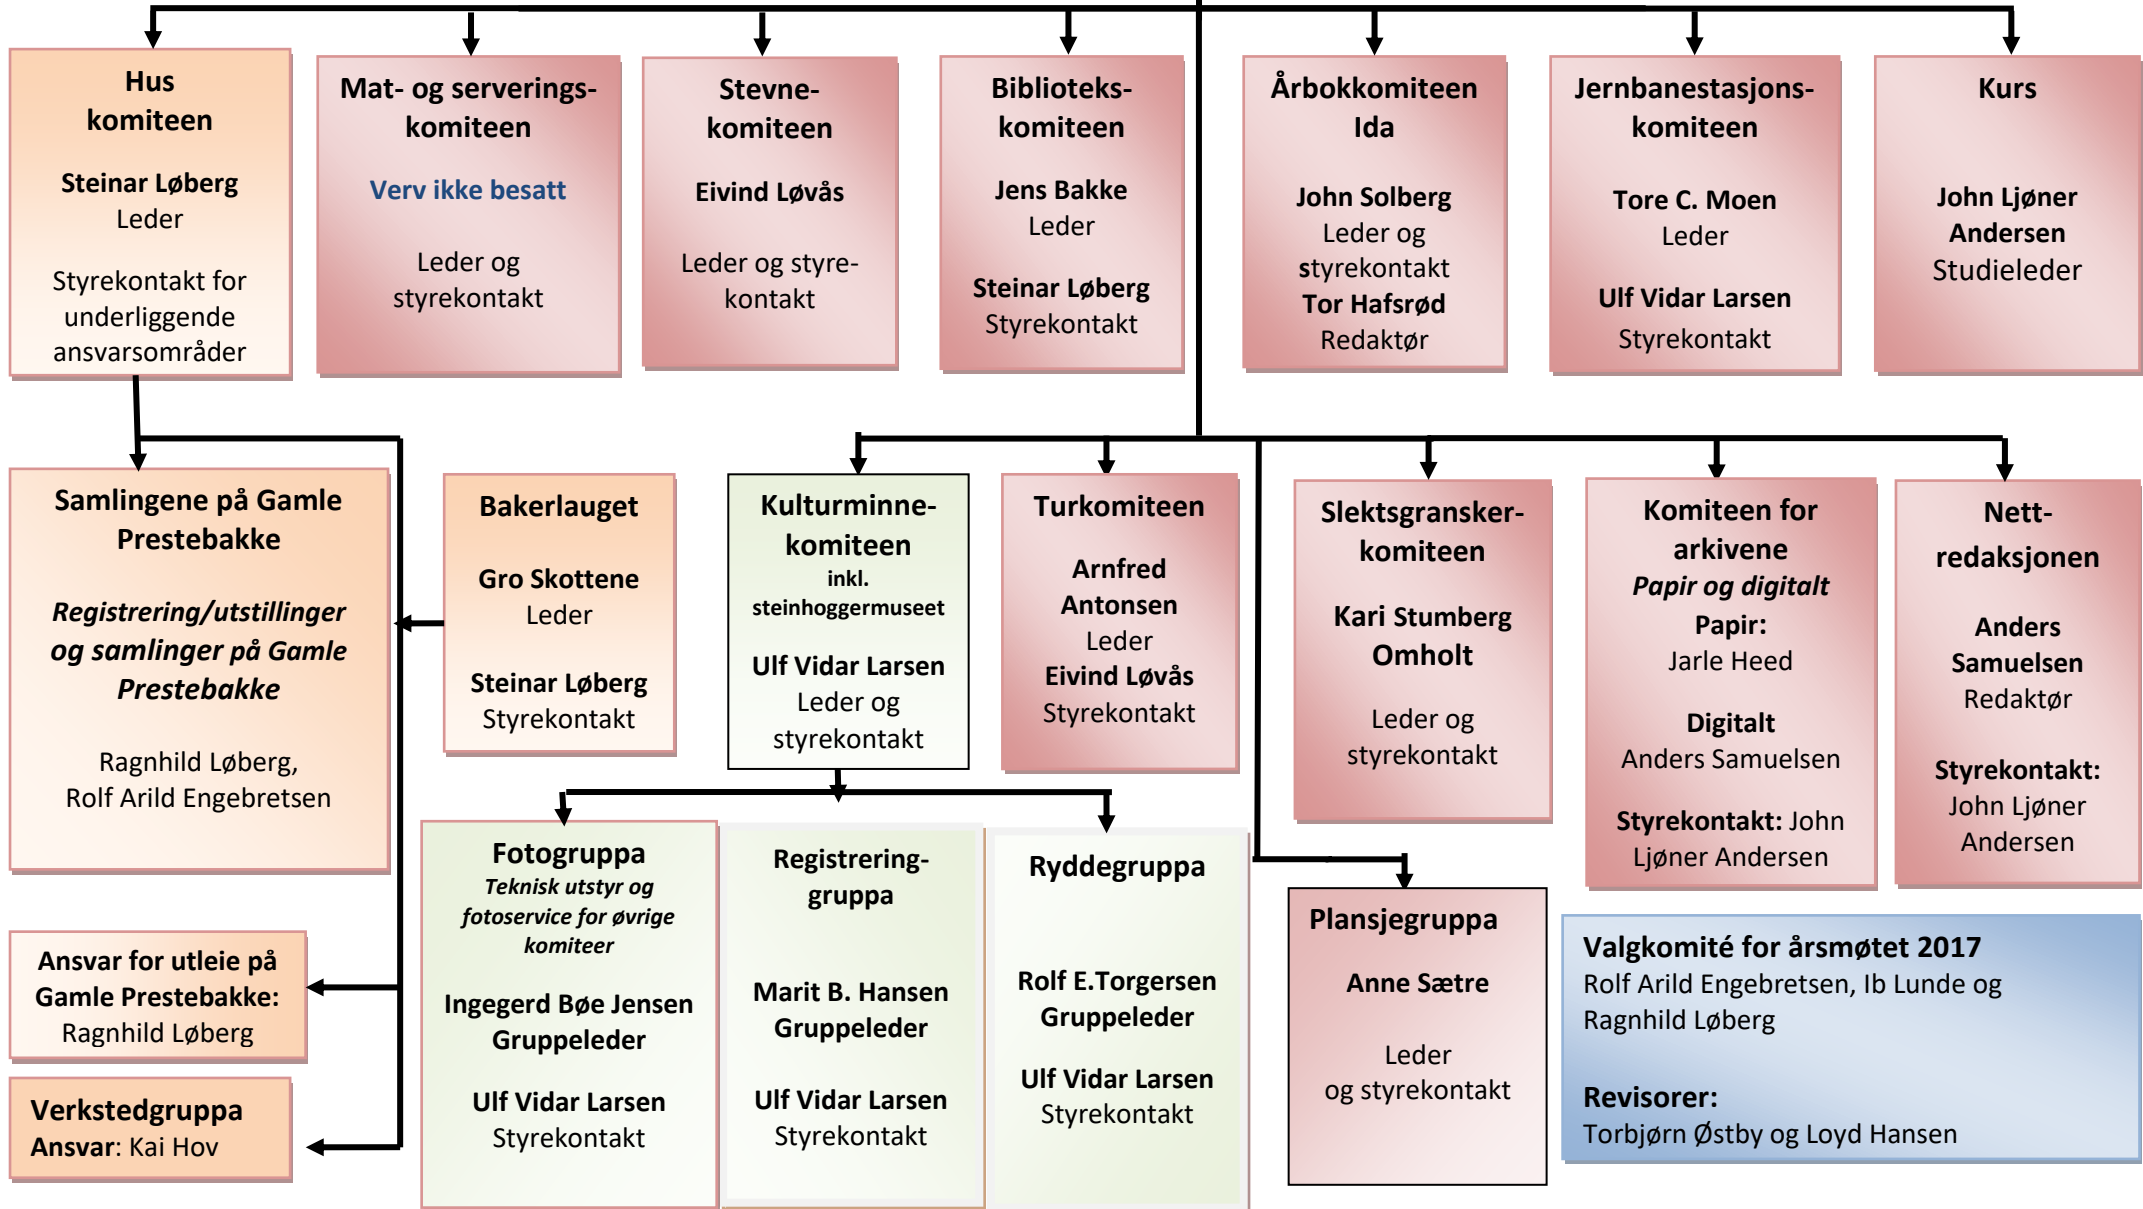 Hus
komiteen
Steinar Løberg
Leder
Styrekontakt for
underliggende
ansvarsområder
Mat- og serverings-
komiteen
Verv ikke besatt
Leder og
styrekontakt
Stevne-
komiteen
Eivind Løvås
Leder og styre-
kontakt
Biblioteks-
komiteen
Jens Bakke
Leder
Steinar Løberg
Styrekontakt
Årbokkomiteen
Ida
John Solberg
Leder og
styrekontakt
Tor Hafsrød
Redaktør
Jernbanestasjons-
komiteen
Tore C. Moen
Leder
Ulf Vidar Larsen
Styrekontakt
Kurs
John Ljøner
Andersen
Studieleder
Samlingene på Gamle
Prestebakke
Registrering/utstillinger
og samlinger på Gamle
Prestebakke
Ragnhild Løberg,
Rolf Arild Engebretsen
Bakerlauget
Gro Skottene
Leder
Steinar Løberg
Styrekontakt
Kulturminne-
komiteen
inkl.
steinhoggermuseet
Ulf Vidar Larsen
Leder og
styrekontakt
Turkomiteen
Arnfred
Antonsen
Leder
Eivind Løvås
Styrekontakt
Slektsgransker-
komiteen
Kari Stumberg
Omholt
Leder og
styrekontakt
Komiteen for
arkivene
Papir og digitalt
Papir:
Jarle Heed
Digitalt
Anders Samuelsen
Styrekontakt: John
Ljøner Andersen
Nett-
redaksjonen
Anders
Samuelsen
Redaktør
Styrekontakt:
John Ljøner
Andersen
Fotogruppa
Teknisk utstyr og
fotoservice for øvrige
komiteer
Ingegerd Bøe Jensen
Gruppeleder
Ulf Vidar Larsen
Styrekontakt
Registrering-
gruppa
Marit B. Hansen
Gruppeleder
Ulf Vidar Larsen
Styrekontakt
Ryddegruppa
Rolf E.Torgersen
Gruppeleder
Ulf Vidar Larsen
Styrekontakt
Plansjegruppa
Anne Sætre
Leder
og styrekontakt
Ansvar for utleie på
Gamle Prestebakke:
Ragnhild Løberg
Verkstedgruppa
Ansvar: Kai Hov
Valgkomité for årsmøtet 2017
Rolf Arild Engebretsen, Ib Lunde og
Ragnhild Løberg
Revisorer:
Torbjørn Østby og Loyd Hansen